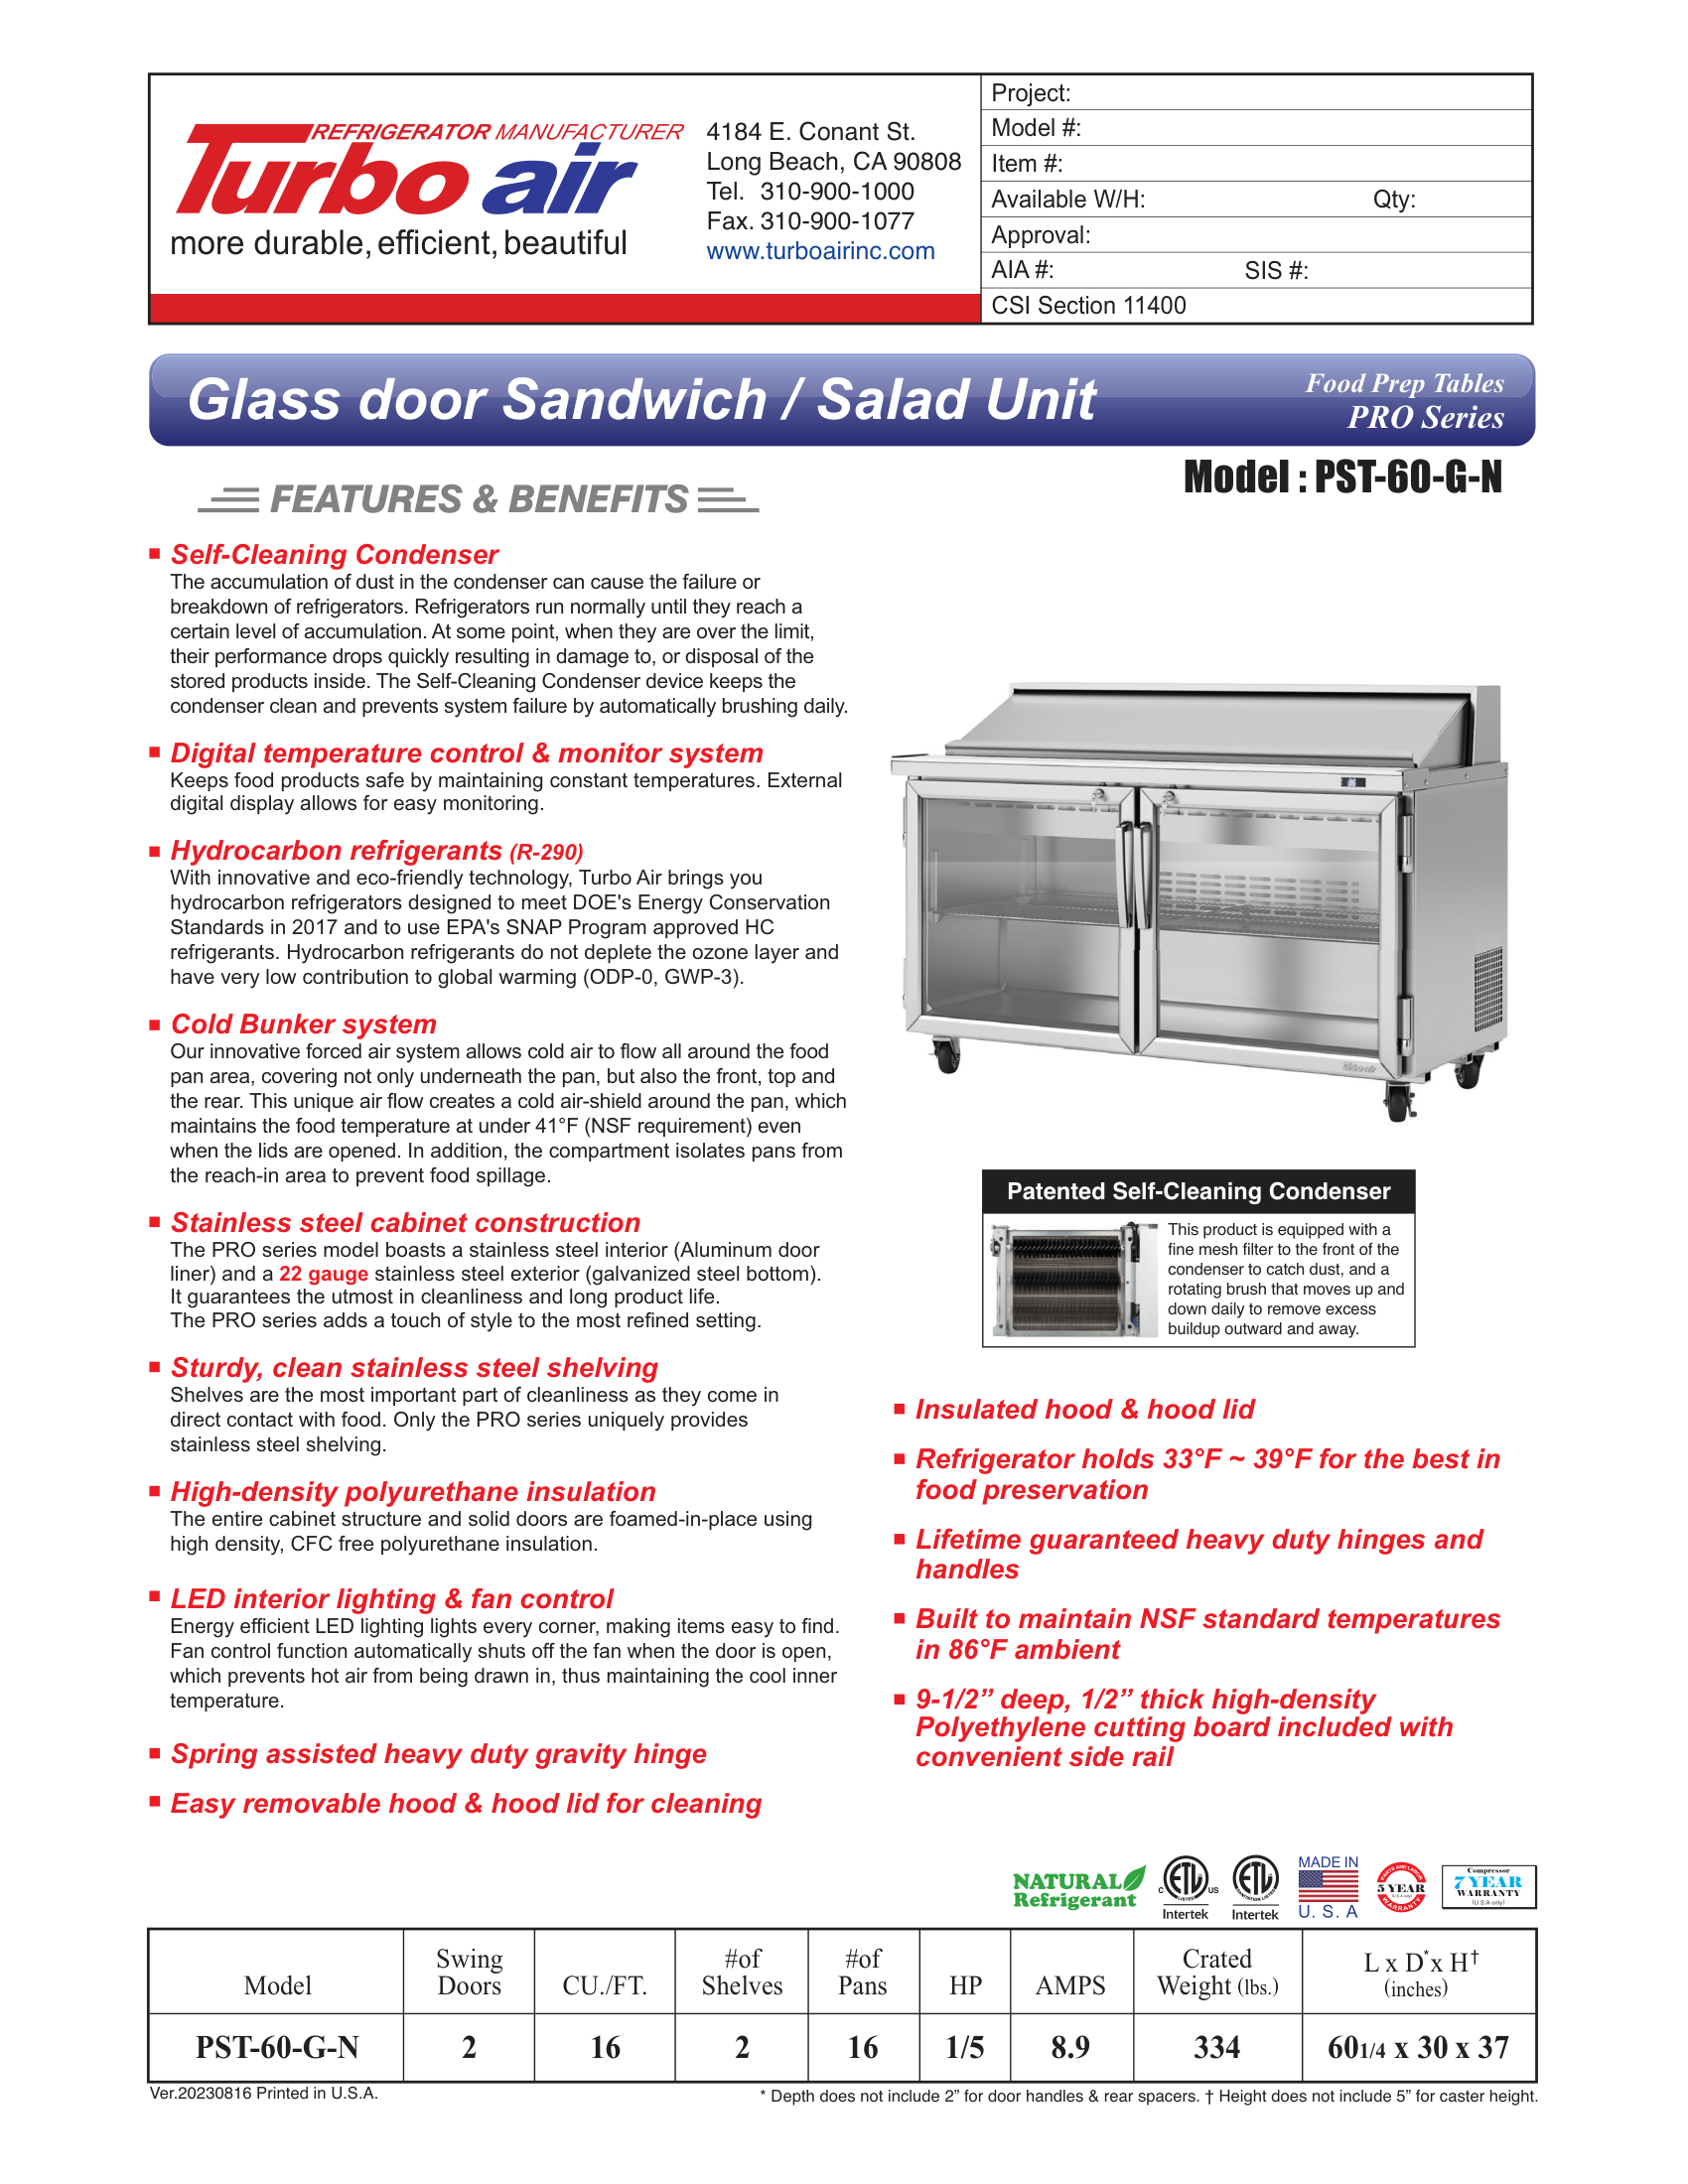 REFRIGERATOR MANUFACTURER
Turbo air
more durable, efficient, beautiful
4184 E. Conant St.
Long Beach, CA 90808
Tel. 310-900-1000
Fax. 310-900-1077
www.turboairinc.com
Project:
Model #:
Item #:
Available W/H: Qty:
Approval:
AIA #: SIS #:
CSI Section 11400
Glass door Sandwich / Salad Unit
Food Prep Tables
PRO Series
Model : PST-60-G-N
FEATURES & BENEFITS
Self-Cleaning Condenser
The accumulation of dust in the condenser can cause the failure or
breakdown of refrigerators. Refrigerators run normally until they reach a
certain level of accumulation. At some point, when they are over the limit,
their performance drops quickly resulting in damage to, or disposal of the
stored products inside. The Self-Cleaning Condenser device keeps the
condenser clean and prevents system failure by automatically brushing daily.
Digital temperature control & monitor system
Keeps food products safe by maintaining constant temperatures. External
digital display allows for easy monitoring.
Hydrocarbon refrigerants (R-290)
With innovative and eco-friendly technology, Turbo Air brings you
hydrocarbon refrigerators designed to meet DOE's Energy Conservation
Standards in 2017 and to use EPA's SNAP Program approved HC
refrigerants. Hydrocarbon refrigerants do not deplete the ozone layer and
have very low contribution to global warming (ODP-0, GWP-3).
Cold Bunker system
Our innovative forced air system allows cold air to flow all around the food
pan area, covering not only underneath the pan, but also the front, top and
the rear. This unique air flow creates a cold air-shield around the pan, which
maintains the food temperature at under 41°F (NSF requirement) even
when the lids are opened. In addition, the compartment isolates pans from
the reach-in area to prevent food spillage.
Stainless steel cabinet construction
The PRO series model boasts a stainless steel interior (Aluminum door
liner) and a 22 gauge stainless steel exterior (galvanized steel bottom).
It guarantees the utmost in cleanliness and long product life.
The PRO series adds a touch of style to the most refined setting.
Sturdy, clean stainless steel shelving
Shelves are the most important part of cleanliness as they come in
direct contact with food. Only the PRO series uniquely provides
stainless steel shelving.
High-density polyurethane insulation
The entire cabinet structure and solid doors are foamed-in-place using
high density, CFC free polyurethane insulation.
LED interior lighting & fan control
Energy efficient LED lighting lights every corner, making items easy to find.
Fan control function automatically shuts off the fan when the door is open,
which prevents hot air from being drawn in, thus maintaining the cool inner
temperature.
Spring assisted heavy duty gravity hinge
Easy removable hood & hood lid for cleaning
Turbo air
Patented Self-Cleaning Condenser
This product is equipped with a
fine mesh filter to the front of the
condenser to catch dust, and a
rotating brush that moves up and
down daily to remove excess
buildup outward and away.
Insulated hood & hood lid
Refrigerator holds 33°F ~ 39°F for the best in
food preservation
Lifetime guaranteed heavy duty hinges and
handles
Built to maintain NSF standard temperatures
in 86°F ambient
9-1/2” deep, 1/2” thick high-density
Polyethylene cutting board included with
convenient side rail
NATURAL
Refrigerant
C ETL US
LISTED
Intertek
ETL
SANITATION LISTED
Intertek
MADE IN
U. S. A
PARTS AND LABOR
5 YEAR
(U.S.A only)
WARRANTY
Compressor
7 YEAR
WARRANTY
(U.S.A only)
Model Swing Doors CU./FT. #of Shelves #of Pans HP AMPS Crated Weight (lbs.) L x D* x H† (inches)
PST-60-G-N 2 16 2 16 1/5 8.9 334 60 1/4 x 30 x 37
Ver.20230816 Printed in U.S.A.
* Depth does not include 2” for door handles & rear spacers. † Height does not include 5” for caster height.